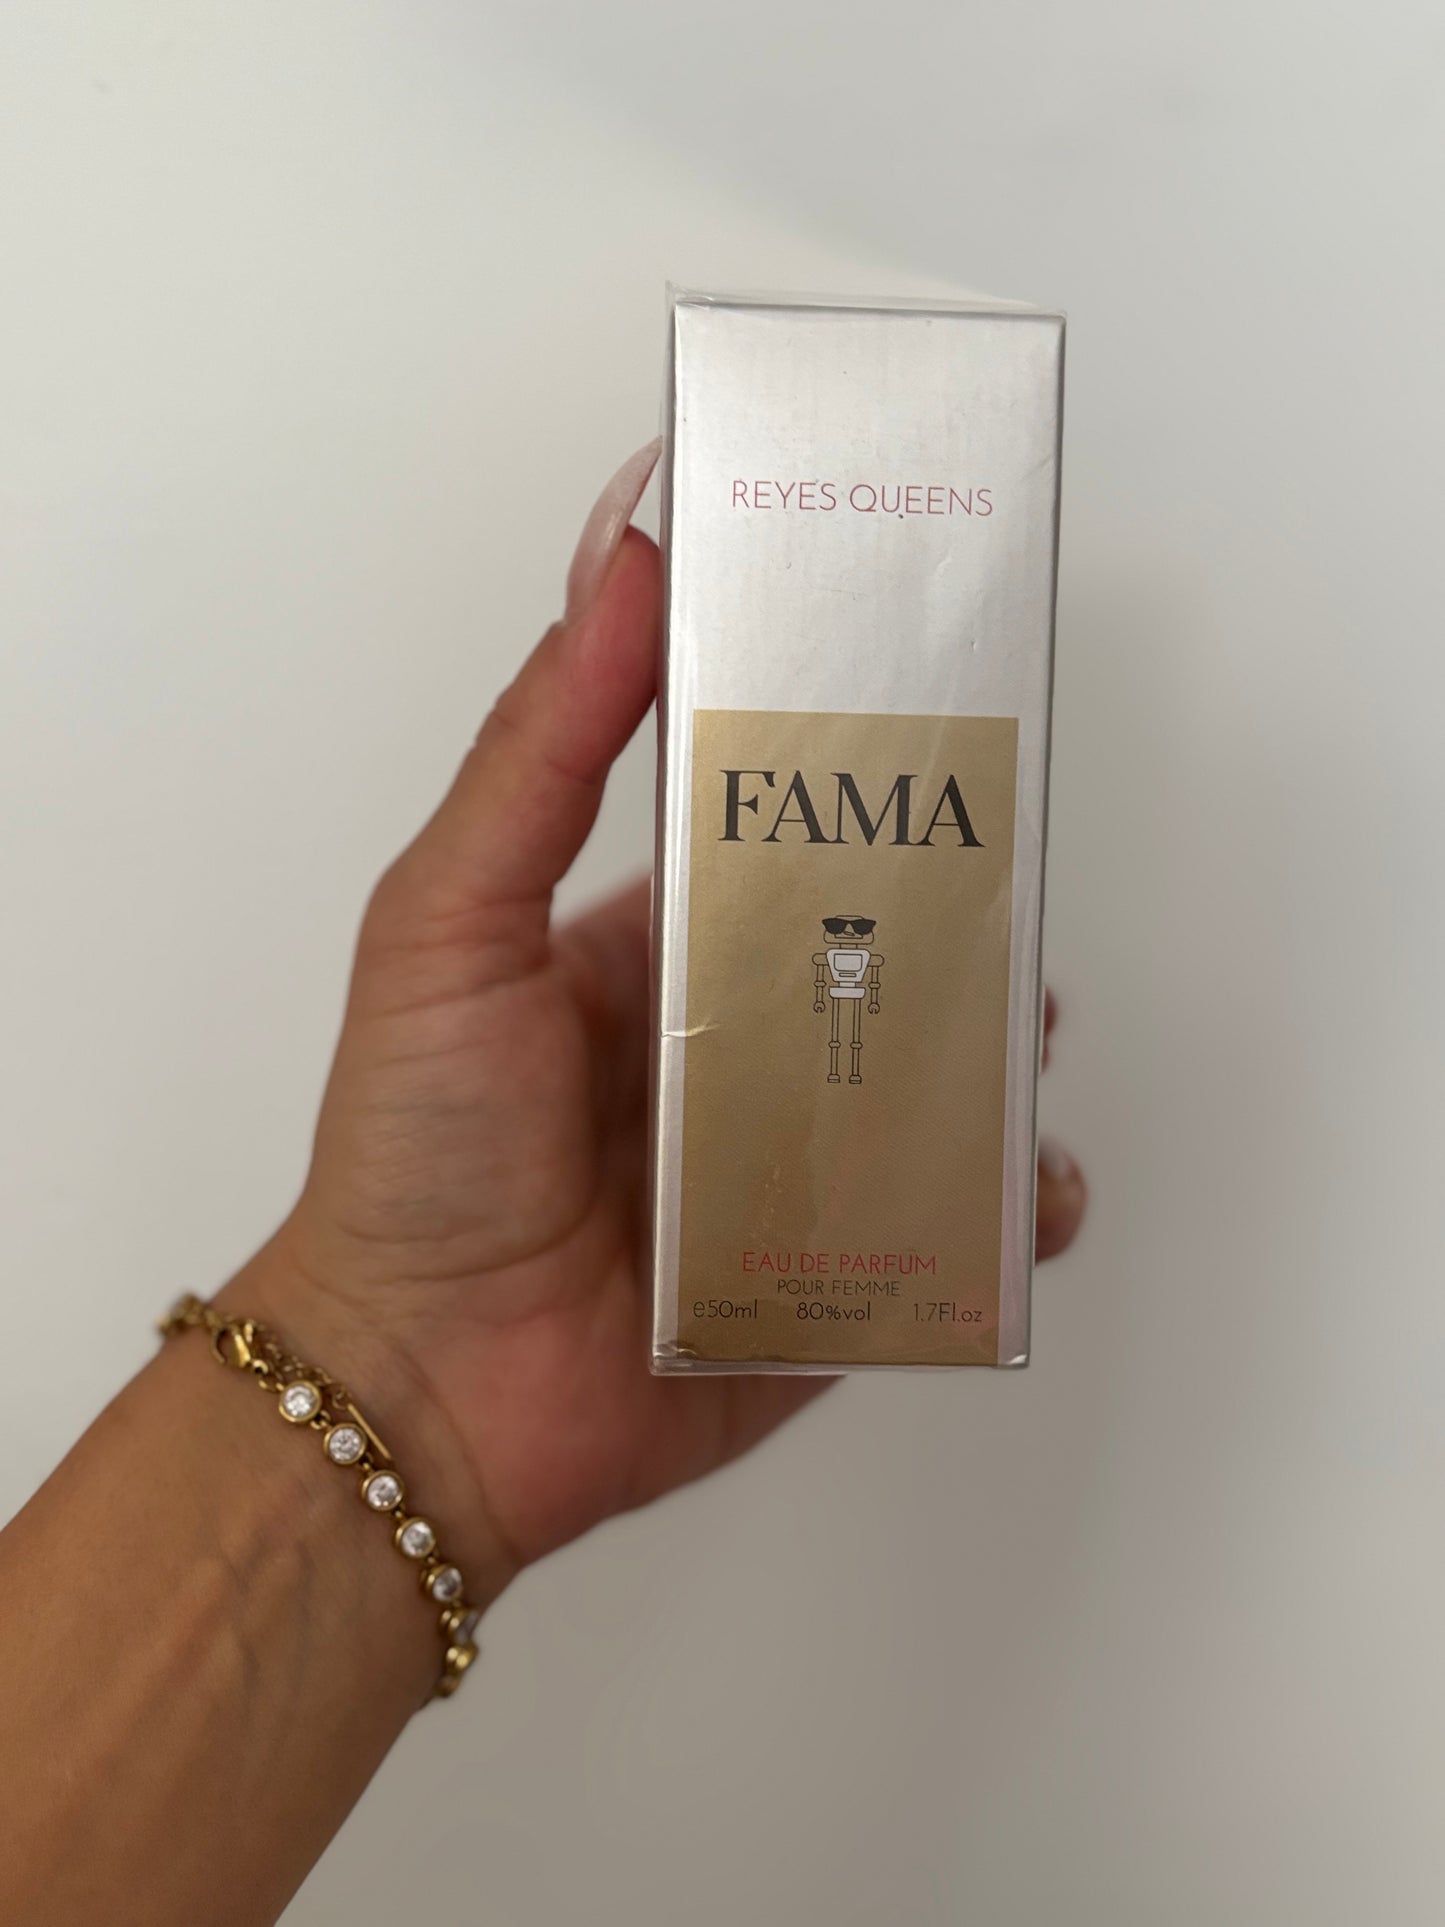 REYES QUEENS
FAMA
EAU DE PARFUM
POUR FEMME
e50ml 80%vol 1.7Fl.oz